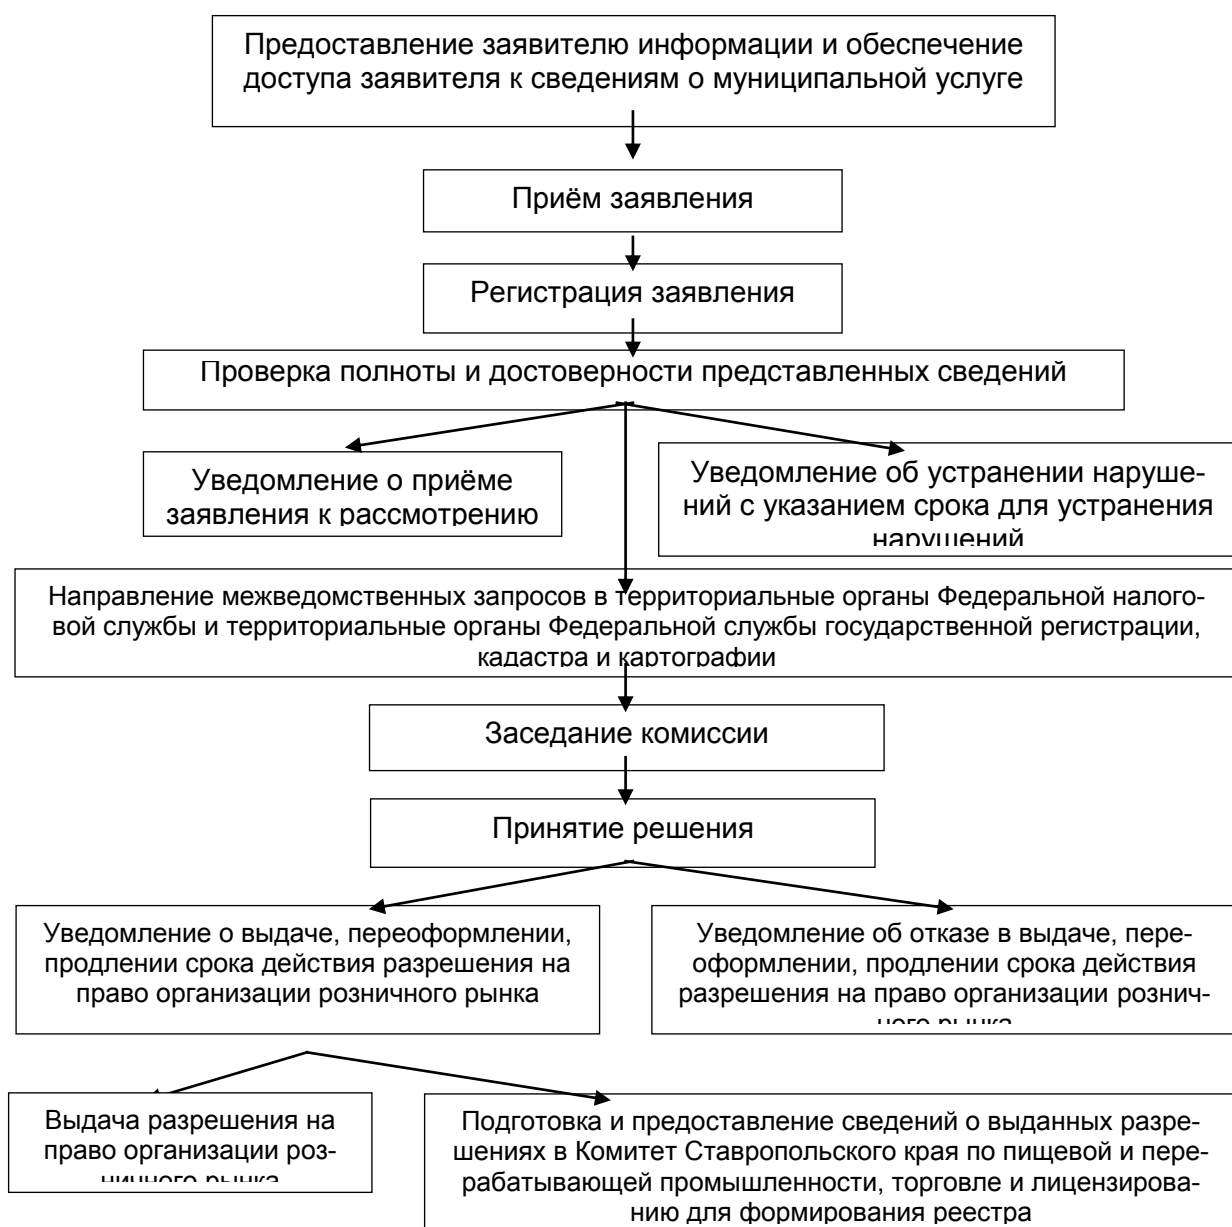 Предоставление заявителю информации и обеспечение
доступа заявителя к сведениям о муниципальной услуге
Приём заявления
Регистрация заявления
Проверка полноты и достоверности представленных сведений
Уведомление о приёме
заявления к рассмотрению
Уведомление об устранении наруше-
ний с указанием срока для устранения
нарушений
Направление межведомственных запросов в территориальные органы Федеральной налого-
вой службы и территориальные органы Федеральной службы государственной регистрации,
кадастра и картографии
Заседание комиссии
Принятие решения
Уведомление о выдаче, переоформлении,
продлении срока действия разрешения на
право организации розничного рынка
Уведомление об отказе в выдаче, пере-
оформлении, продлении срока действия
разрешения на право организации рознич-
ного рынка
Выдача разрешения на
право организации роз-
ничного рынка
Подготовка и предоставление сведений о выданных разре-
шениях в Комитет Ставропольского края по пищевой и пере-
рабатывающей промышленности, торговле и лицензирова-
нию для формирования реестра